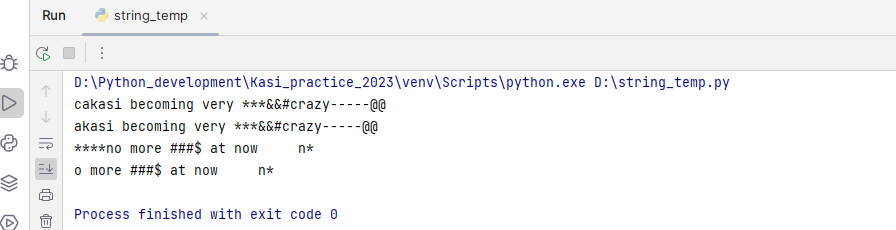 Run string_temp
D:\Python_development\Kasi_practice_2023\venv\Scripts\python.exe D:\string_temp.py
cakasi becoming very ***&&#crazy-----@@
akasi becoming very ***&&#crazy-----@@
****no more ###$ at now     n*
o more ###$ at now     n*
Process finished with exit code 0